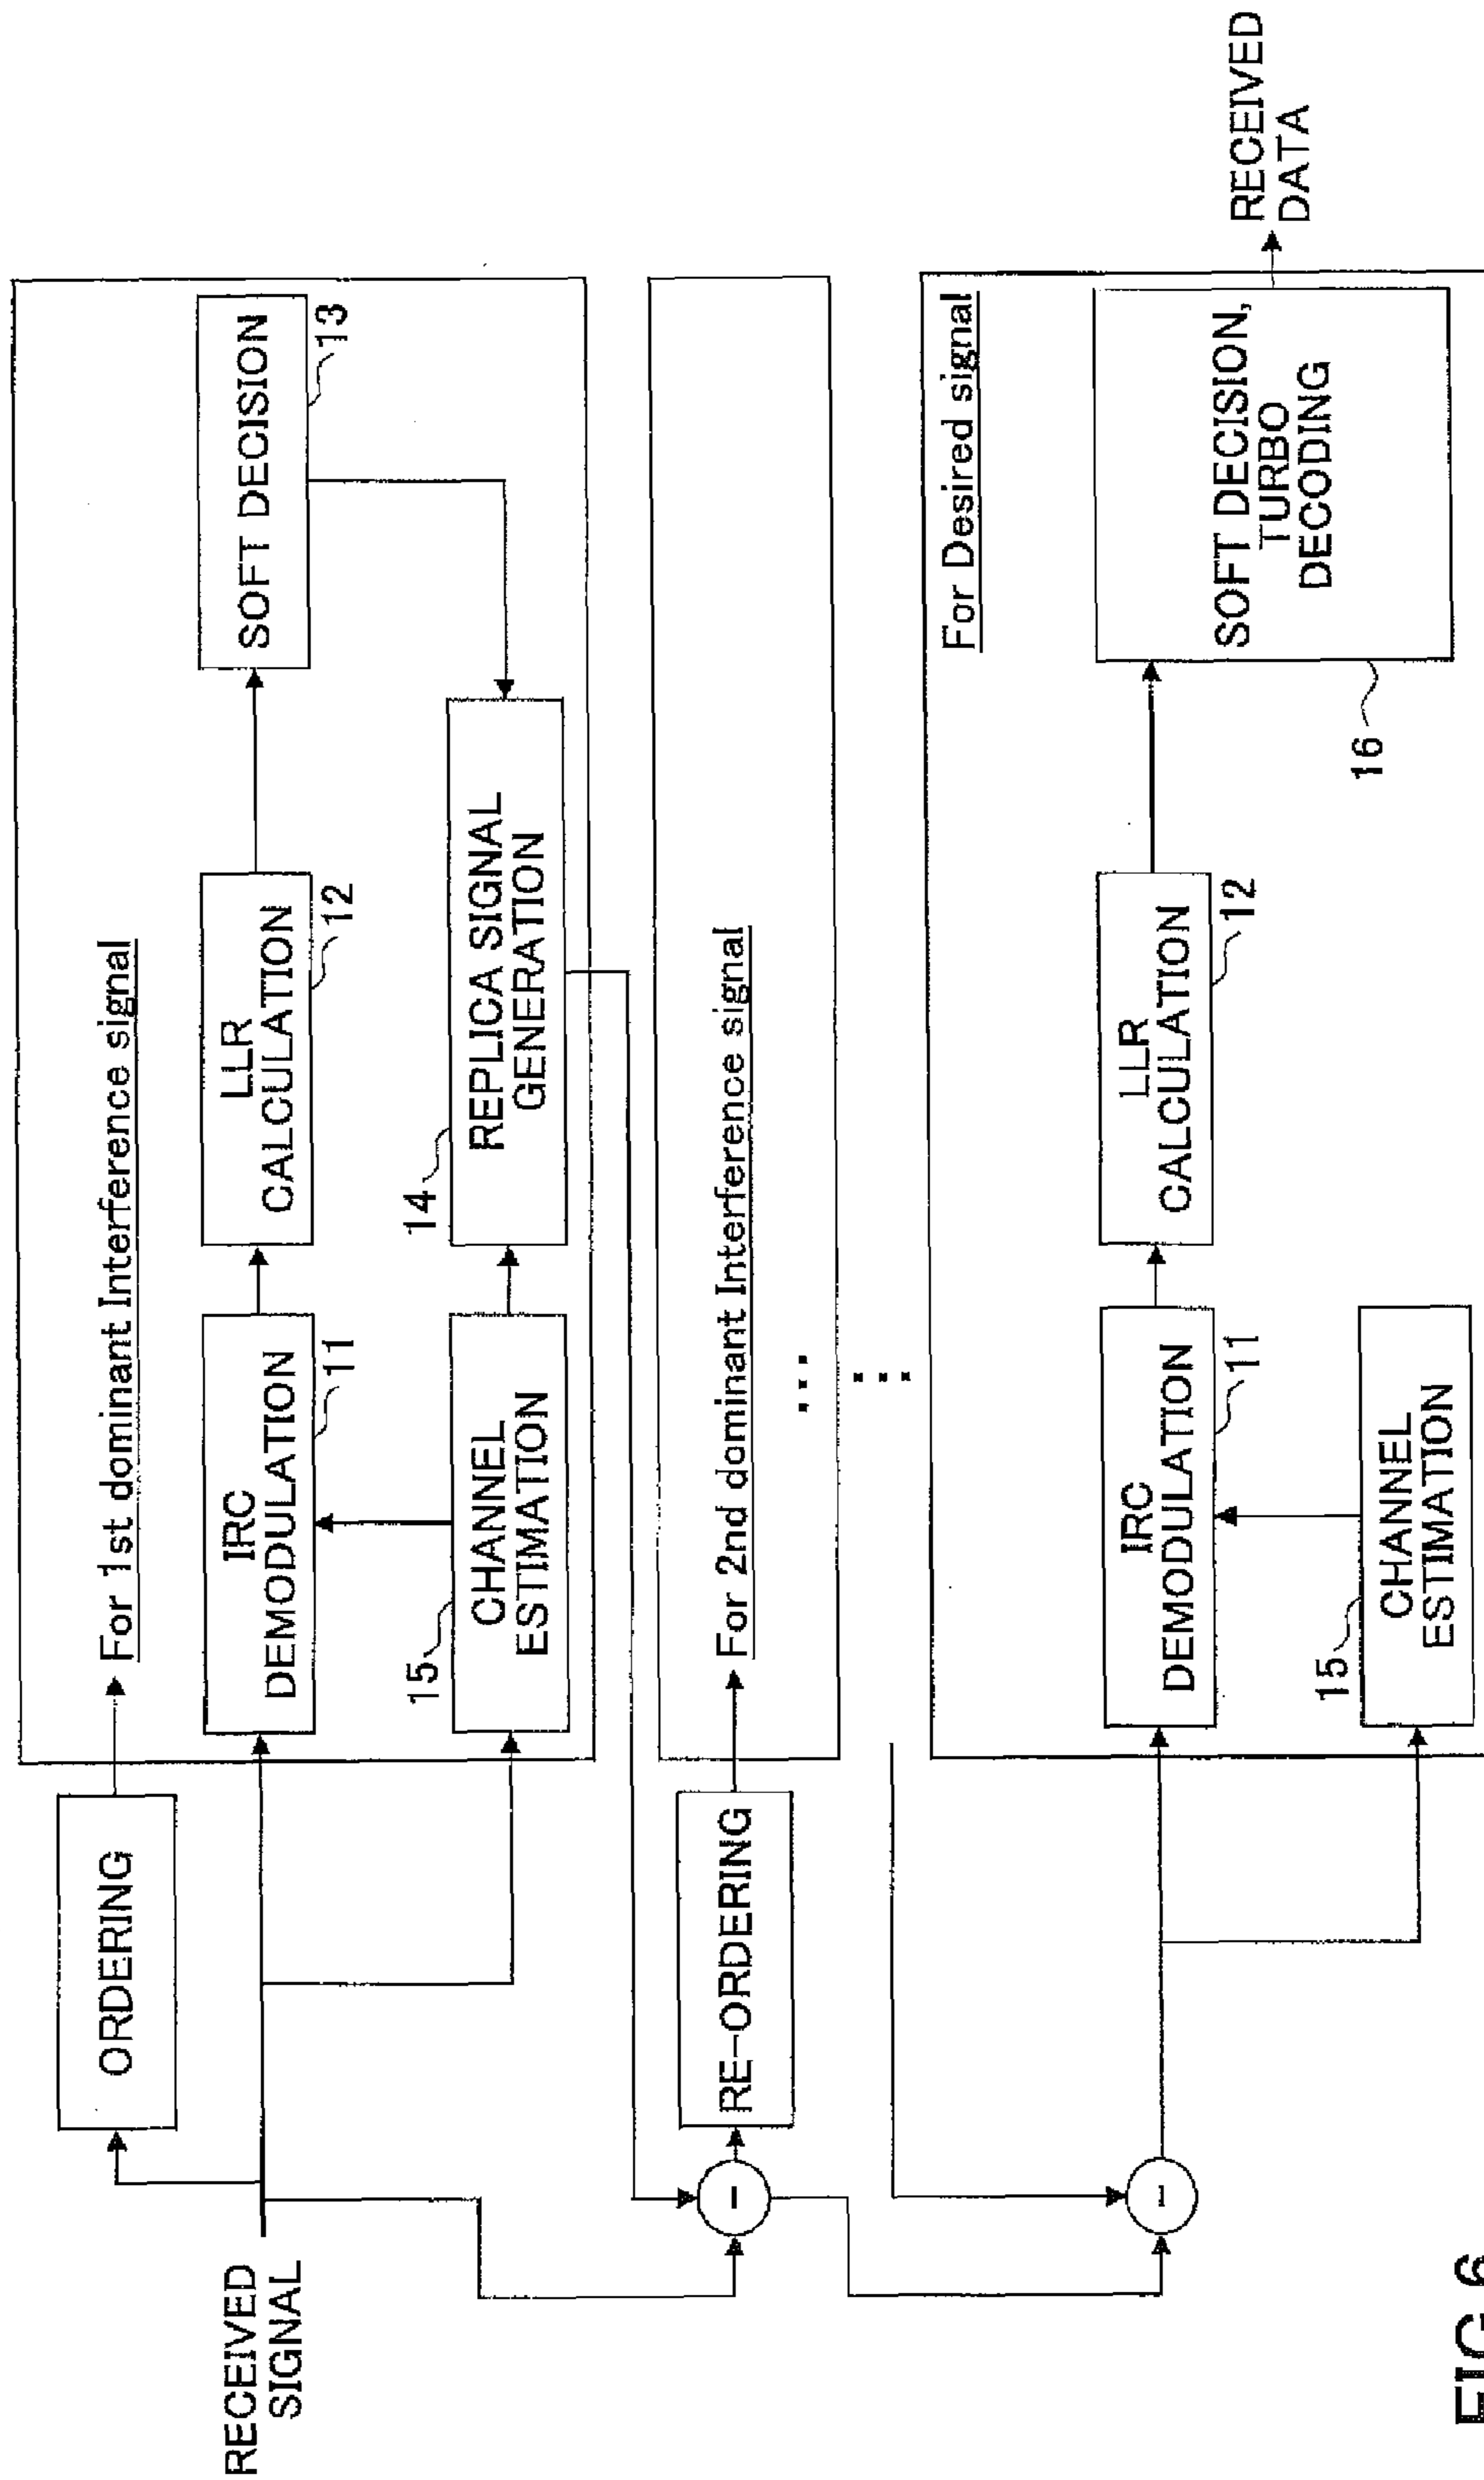 RECEIVED
SIGNAL
ORDERING
For 1st dominant Interference signal
IRC
DEMODULATION
11
LLR
CALCULATION
12
SOFT DECISION
13
15
CHANNEL
ESTIMATION
14
REPLICA SIGNAL
GENERATION
RE-ORDERING
For 2nd dominant Interference signal
...
...
For Desired signal
IRC
DEMODULATION
11
LLR
CALCULATION
12
SOFT DECISION,
TURBO
DECODING
16
RECEIVED
DATA
15
CHANNEL
ESTIMATION
FIG.6